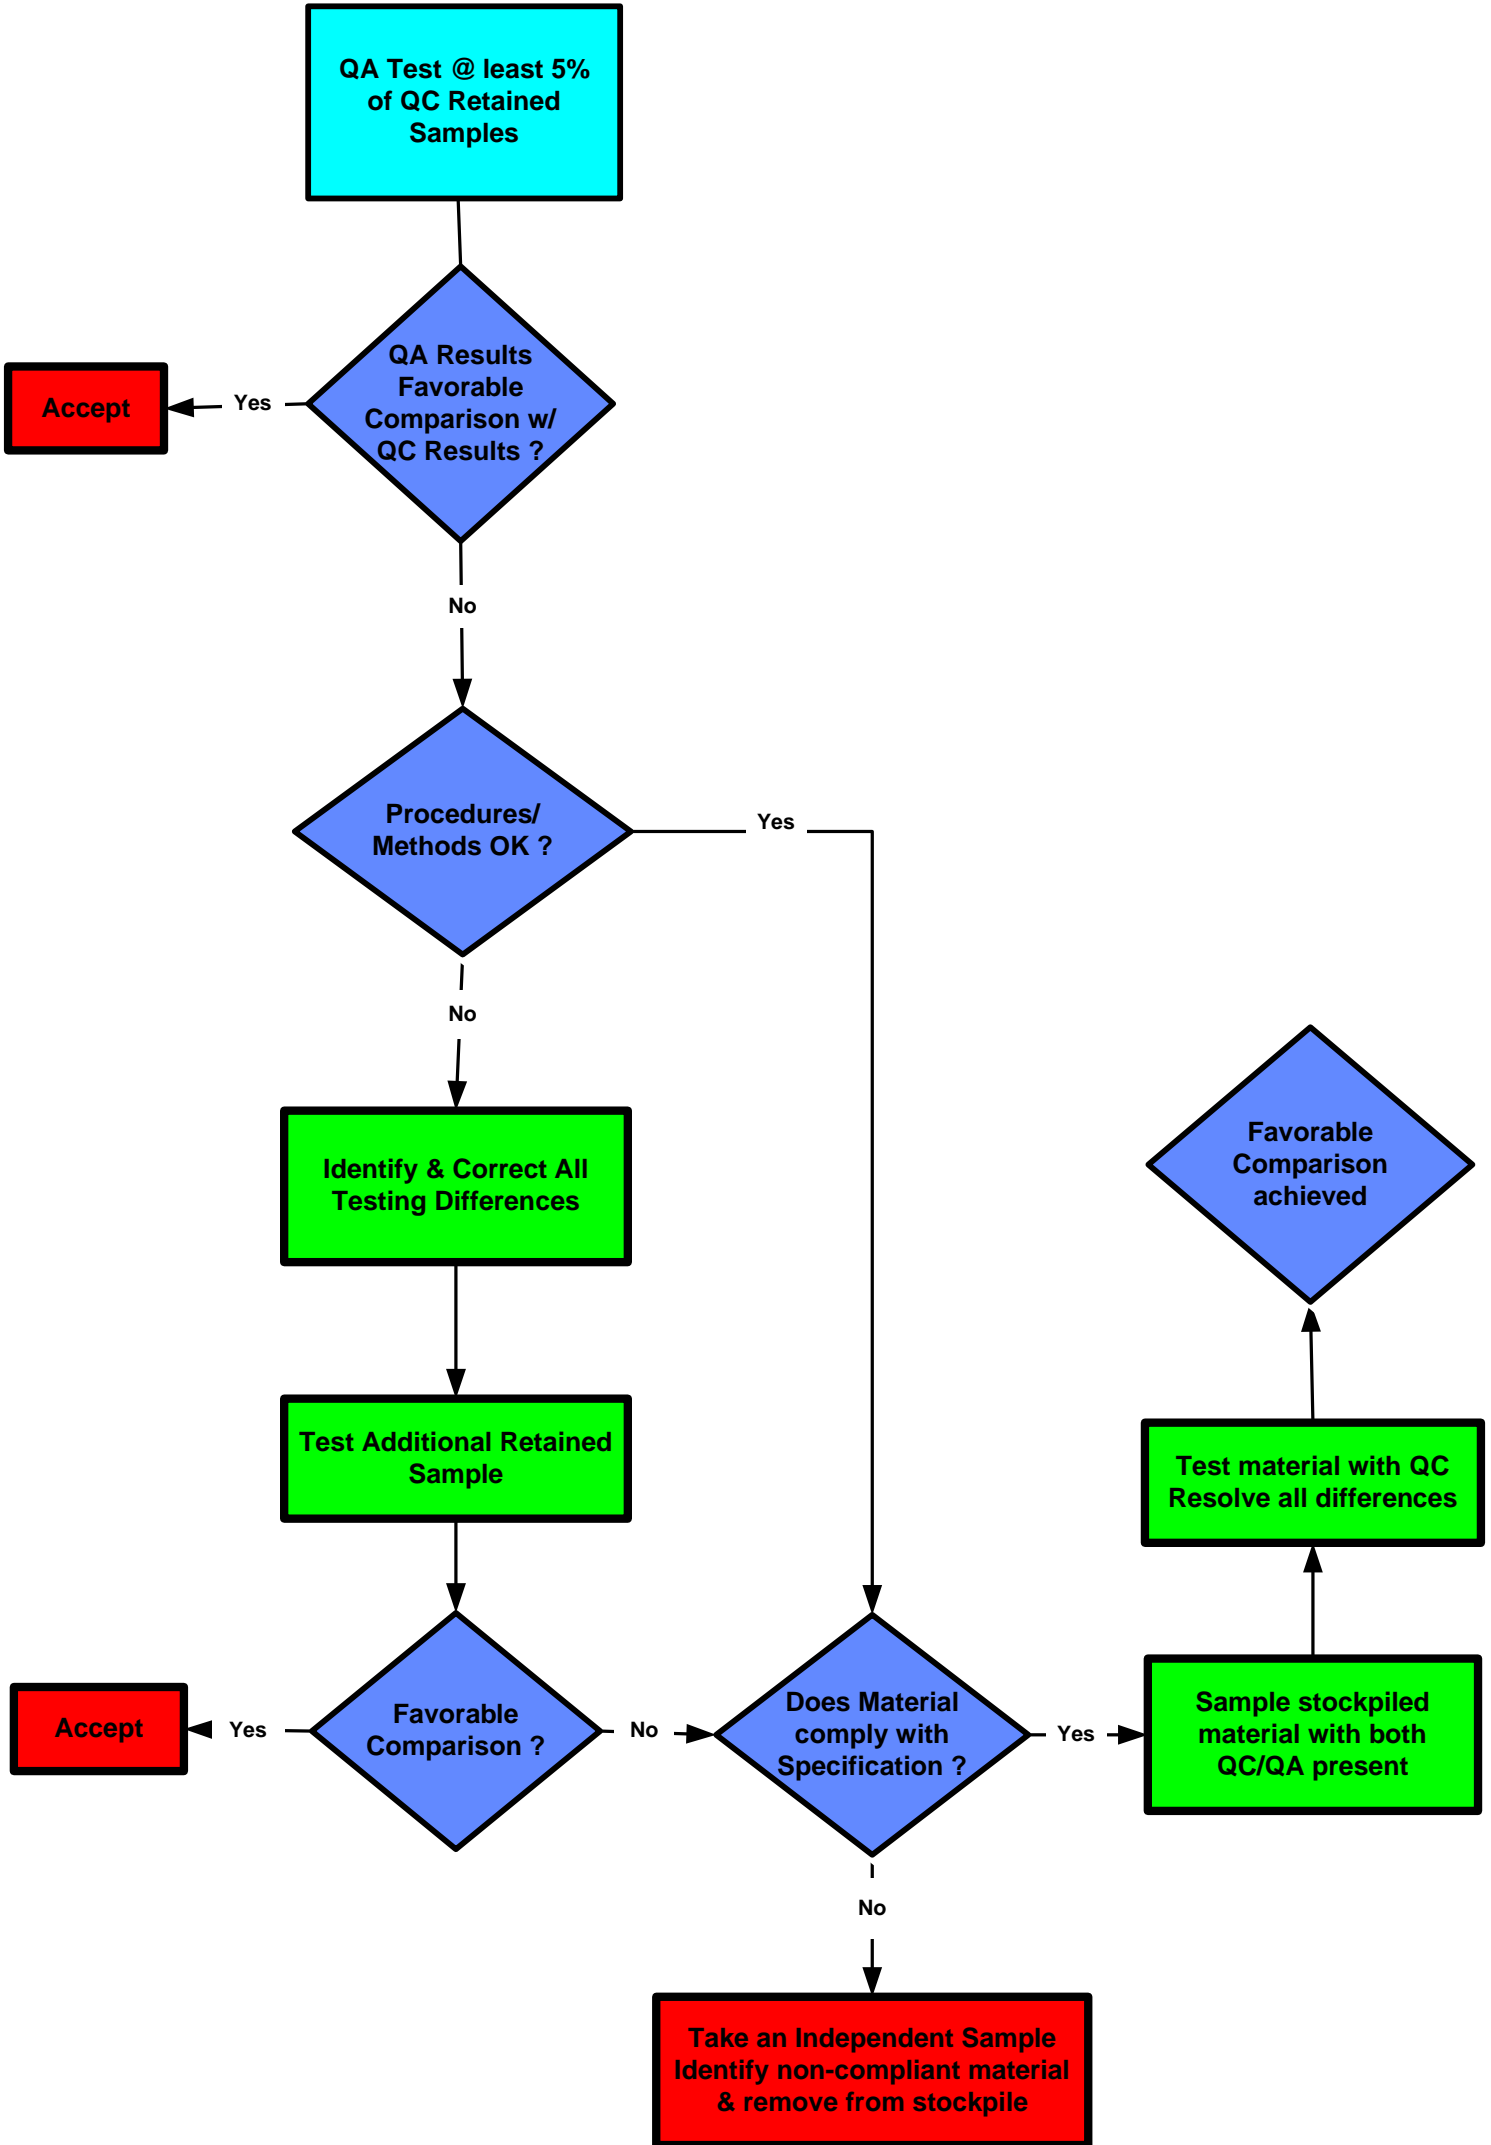 QA Test @ least 5%
of QC Retained
Samples
QA Results
Favorable
Comparison w/
QC Results ?
Accept
Yes
No
Procedures/
Methods OK ?
Yes
No
Identify & Correct All
Testing Differences
Test Additional Retained
Sample
Favorable
Comparison ?
Accept
Yes
No
Does Material
comply with
Specification ?
Yes
Sample stockpiled
material with both
QC/QA present
Test material with QC
Resolve all differences
Favorable
Comparison
achieved
No
Take an Independent Sample
Identify non-compliant material
& remove from stockpile